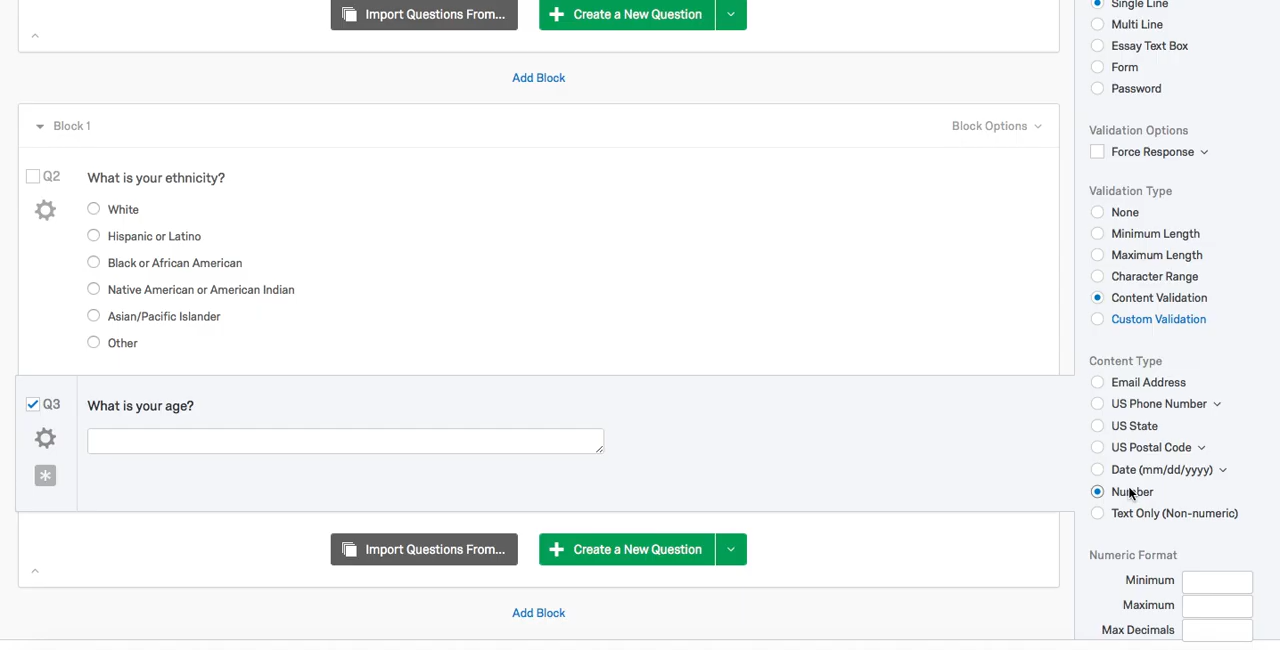 Import Questions From...
Create a New Question
Add Block
Block 1
Block Options
Q2
What is your ethnicity?
White
Hispanic or Latino
Black or African American
Native American or American Indian
Asian/Pacific Islander
Other
Q3
What is your age?
*
Import Questions From...
Create a New Question
Add Block
Single Line
Multi Line
Essay Text Box
Form
Password
Validation Options
Force Response
Validation Type
None
Minimum Length
Maximum Length
Character Range
Content Validation
Custom Validation
Content Type
Email Address
US Phone Number
US State
US Postal Code
Date (mm/dd/yyyy)
Number
Text Only (Non-numeric)
Numeric Format
Minimum
Maximum
Max Decimals